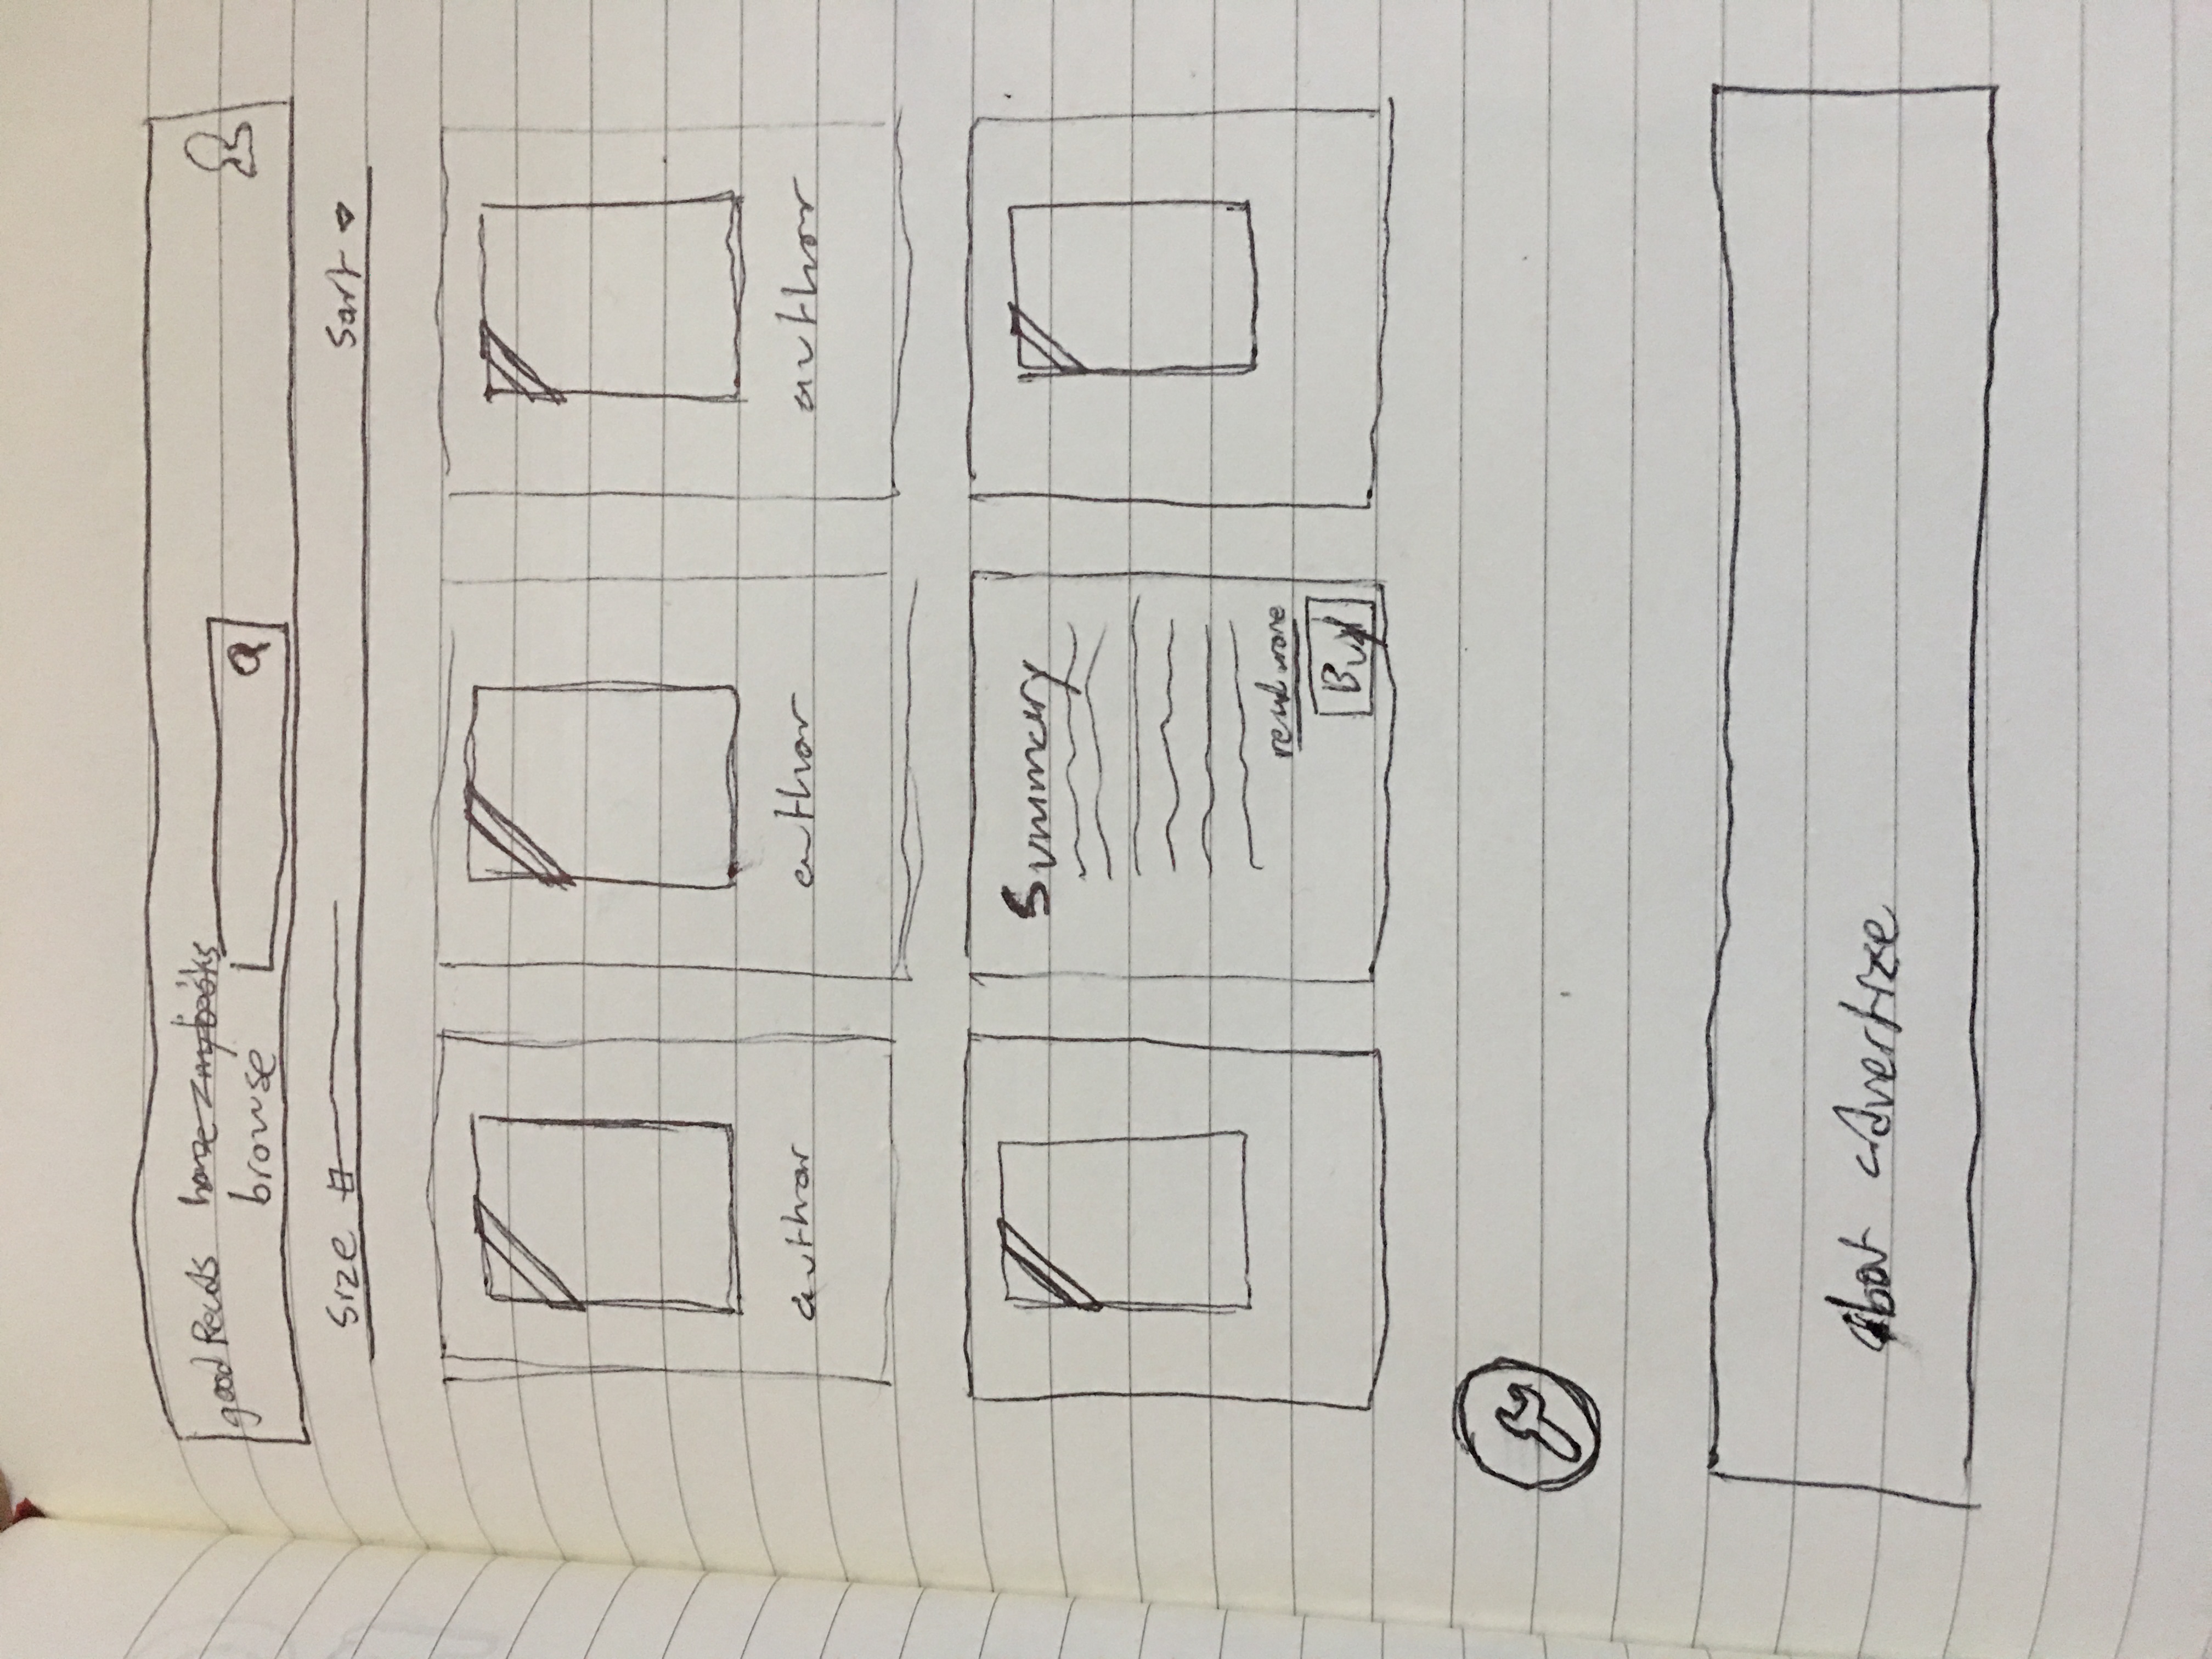 good Reads home mybooks
browse
Size Sort
author author author
Summary
read more
Buy
about advertize